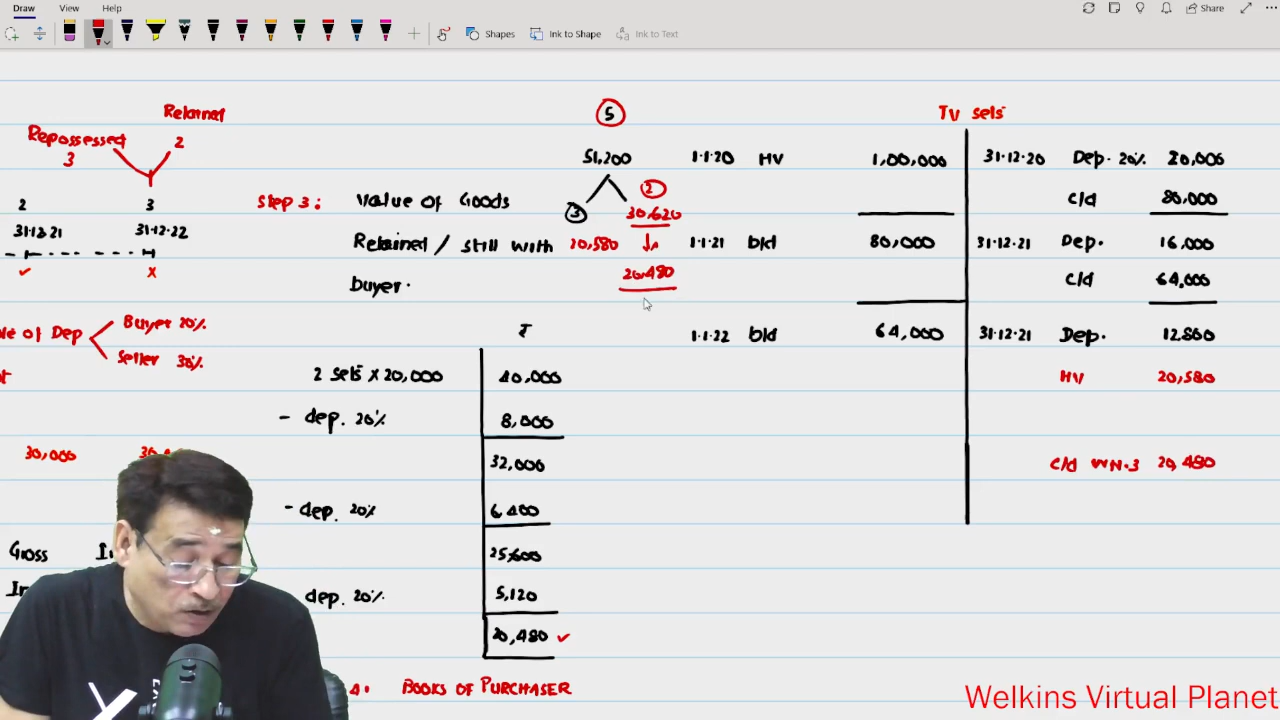 Draw View Help Share
Shapes Ink to Shape Ink to Text
Retained
Repossessed 2
3
2 3
31.12.21 31.12.22
✓ x
le of Dep Buyer 20%
Seller 30%
30,000
Gross
5
51,200
Step 3: Value of Goods 3 2
30,620
Retained / still with 20,580
20,480
buyer.
₹
2 sets x 20,000 40,000
- dep. 20% 8,000
32,000
- dep. 20% 6,400
25,600
dep. 20% 5,120
20,480 ✓
4. BOOKS OF PURCHASER
TV sets
1.1.20 HV 1,00,000 31.12.20 Dep. 20% 20,000
c/d 80,000
1.1.21 b/d 80,000 31.12.21 Dep. 16,000
c/d 64,000
1.1.22 b/d 64,000 31.12.21 Dep. 12,800
HV 20,580
c/d WN.3 20,480
Welkins Virtual Planet